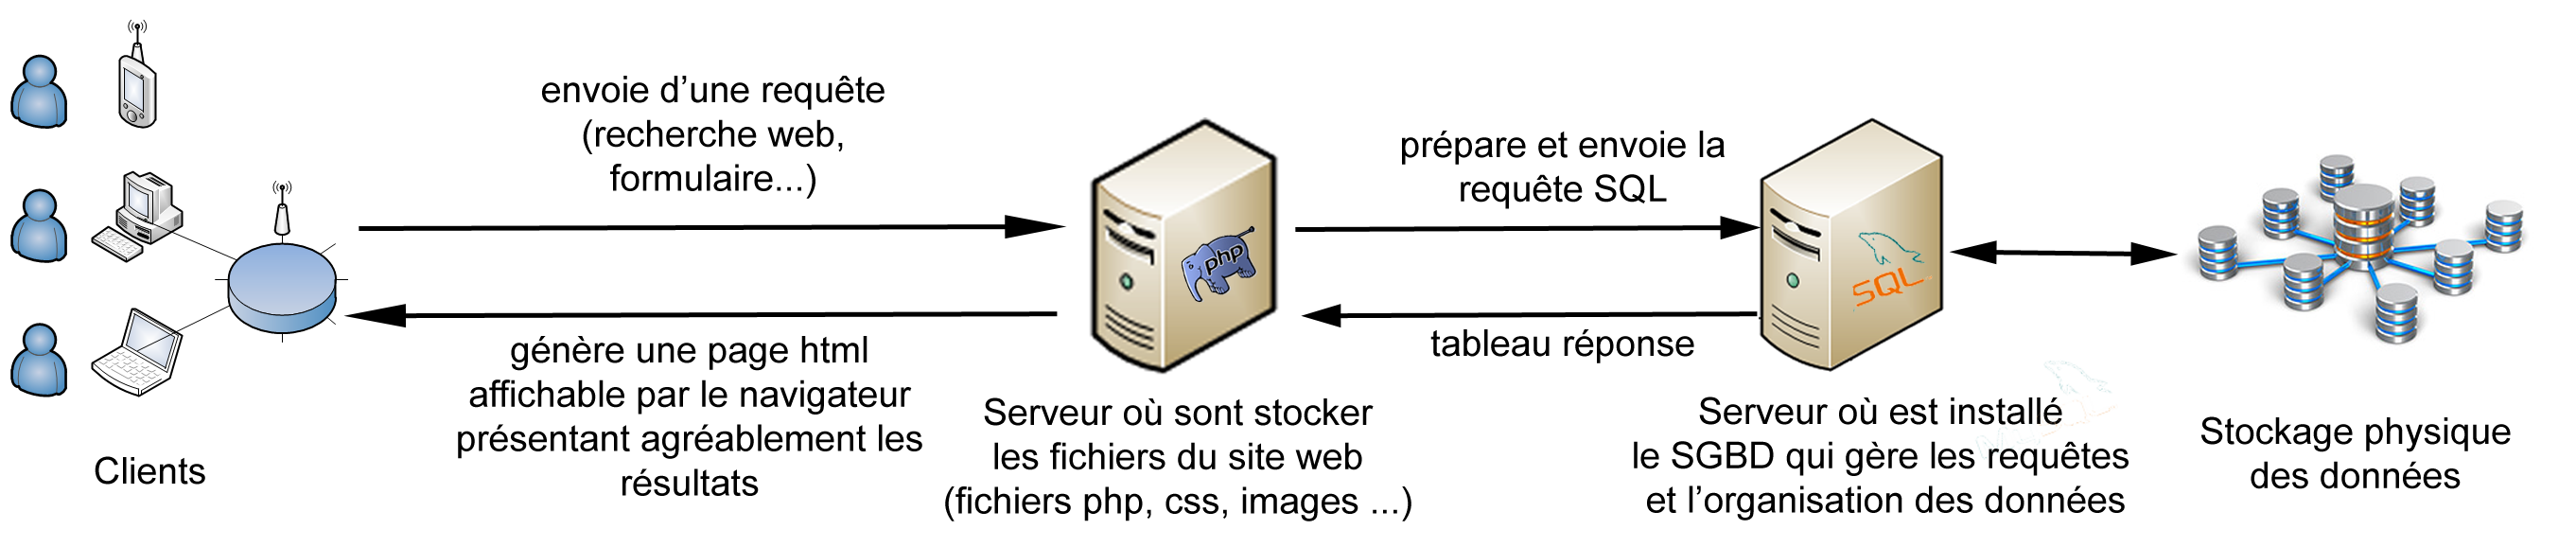 envoie d'une requête
(recherche web,
formulaire...)
génère une page html
affichable par le navigateur
présentant agréablement les
résultats
Clients
php
Serveur où sont stocker
les fichiers du site web
(fichiers php, css, images ...)
prépare et envoie la
requête SQL
tableau réponse
SQL
Serveur où est installé
le SGBD qui gère les requêtes
et l'organisation des données
Stockage physique
des données